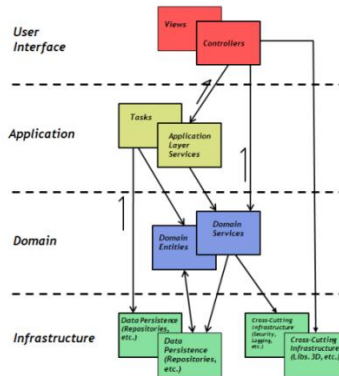 User
Interface
Views
Controllers
Application
Tasks
Application
Layer
Services
Domain
Domain
Entities
Domain
Services
Infrastructure
Data Persistence
(Repositories,
etc.)
Data
Persistence
(Repositories,
etc.)
Cross-Cutting
Infrastructure
(Security,
Logging,
etc.)
Cross-Cutting
Infrastructure
(Libs. 3D, etc.)